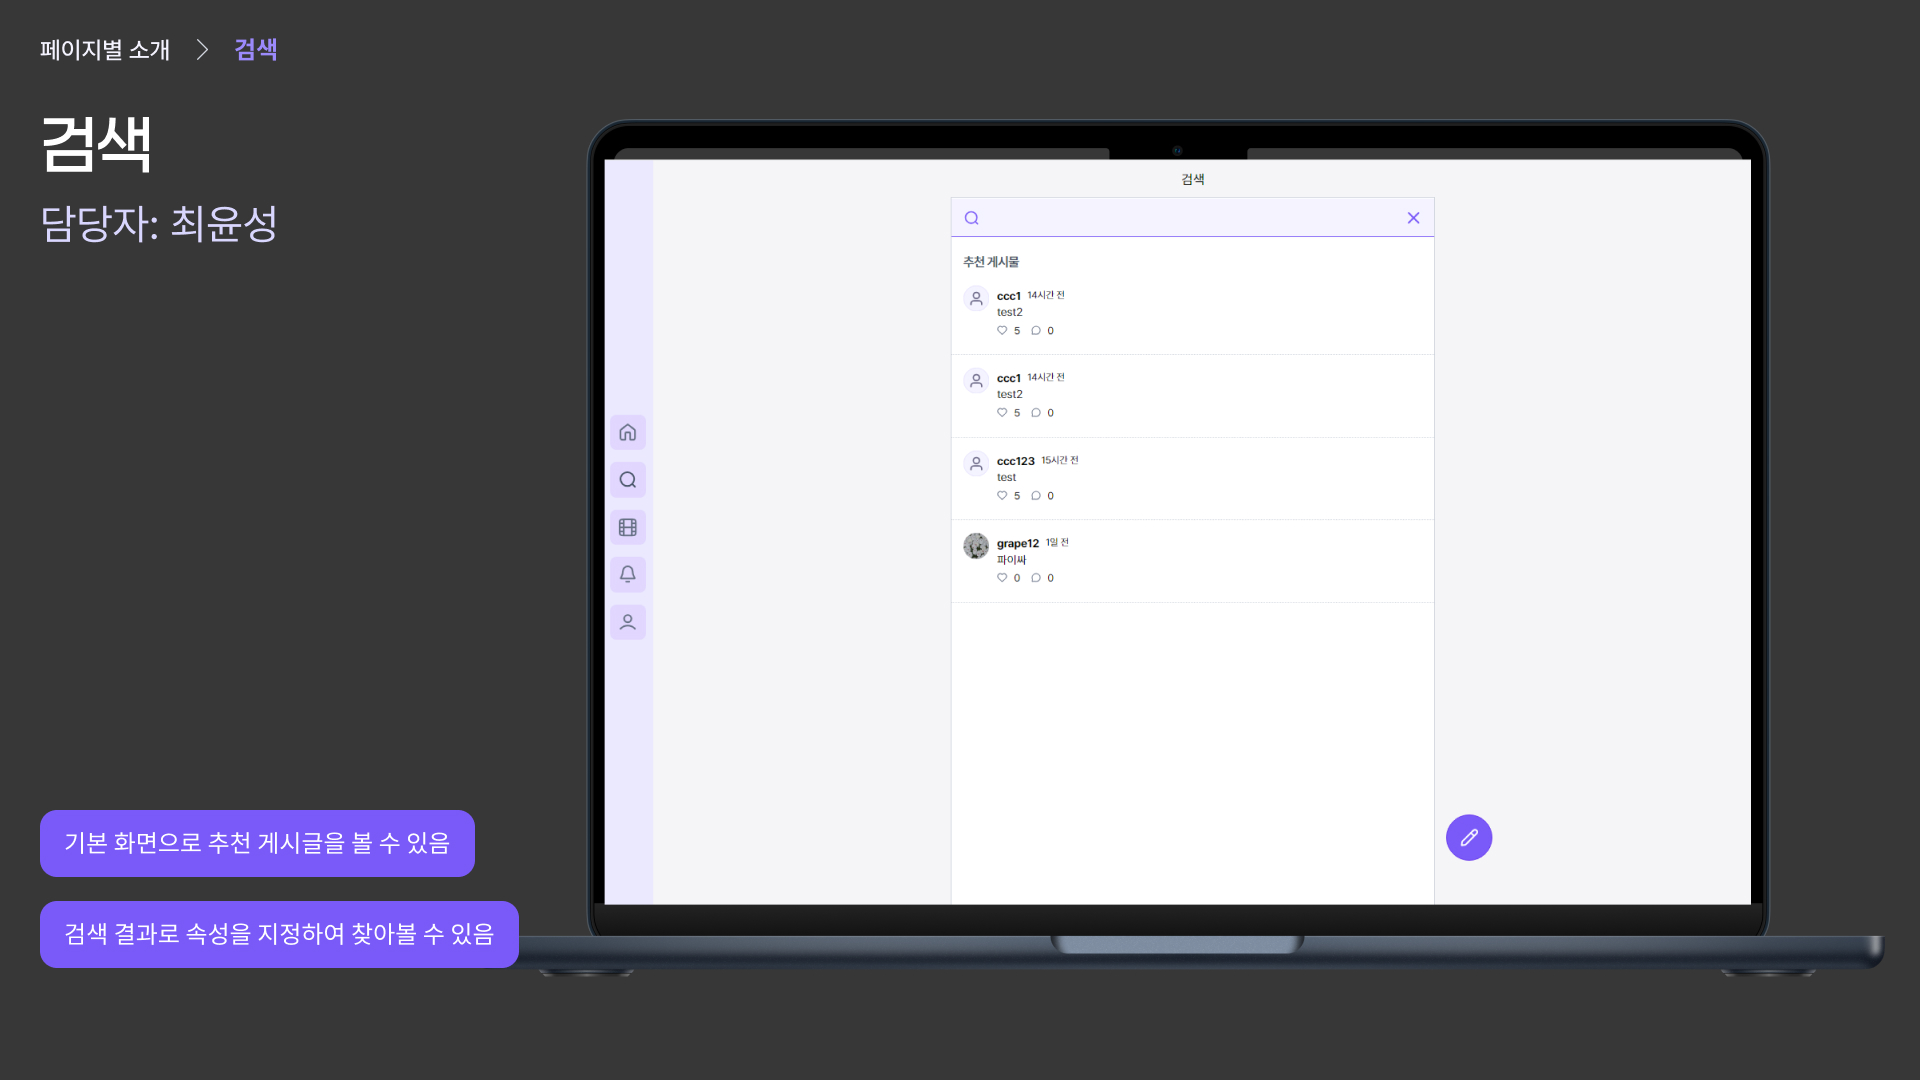 페이지별 소개 > 검색
검색
담당자: 최윤성
기본 화면으로 추천 게시글을 볼 수 있음
검색 결과로 속성을 지정하여 찾아볼 수 있음
검색
추천 게시물
ccc1 14시간 전
test2
5 0
ccc1 14시간 전
test2
5 0
ccc123 15시간 전
test
5 0
grape12 1일 전
파이싸
0 0